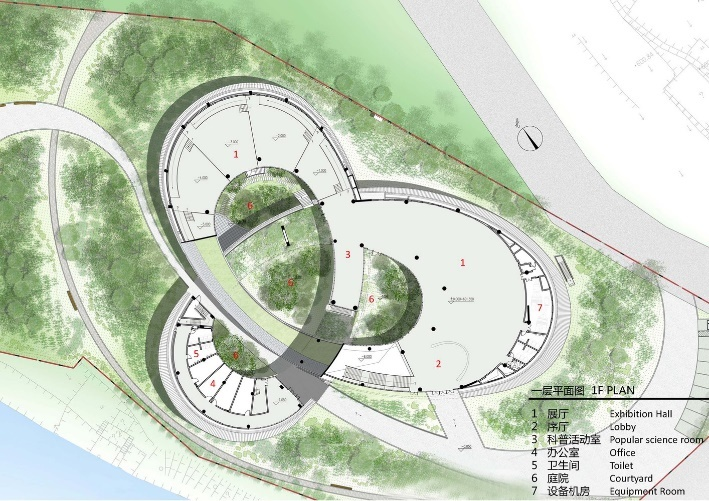 1
6
3
1
6
6
7
5
4
6
2
一层平面图 1F PLAN
1 展厅 Exhibition Hall
2 序厅 Lobby
3 科普活动室 Popular science room
4 办公室 Office
5 卫生间 Toilet
6 庭院 Courtyard
7 设备机房 Equipment Room